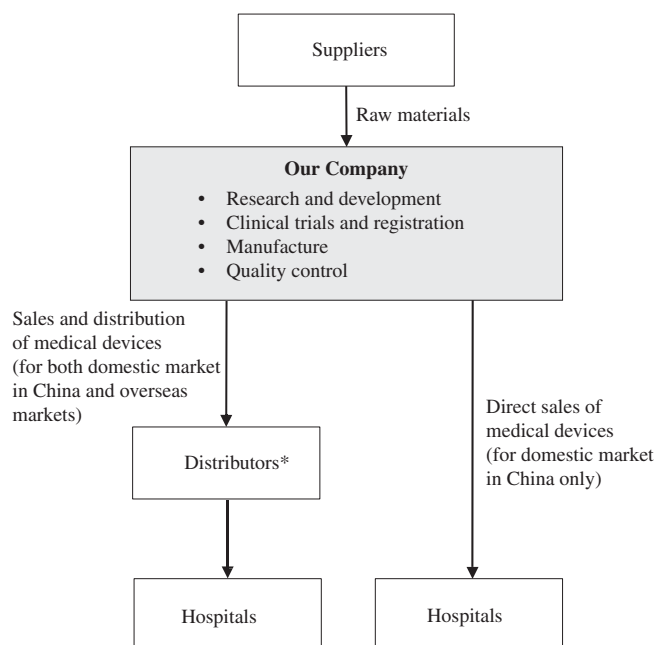 Suppliers
Raw materials
Our Company
• Research and development
• Clinical trials and registration
• Manufacture
• Quality control
Sales and distribution
of medical devices
(for both domestic market
in China and overseas
markets)
Direct sales of
medical devices
(for domestic market
in China only)
Distributors*
Hospitals
Hospitals